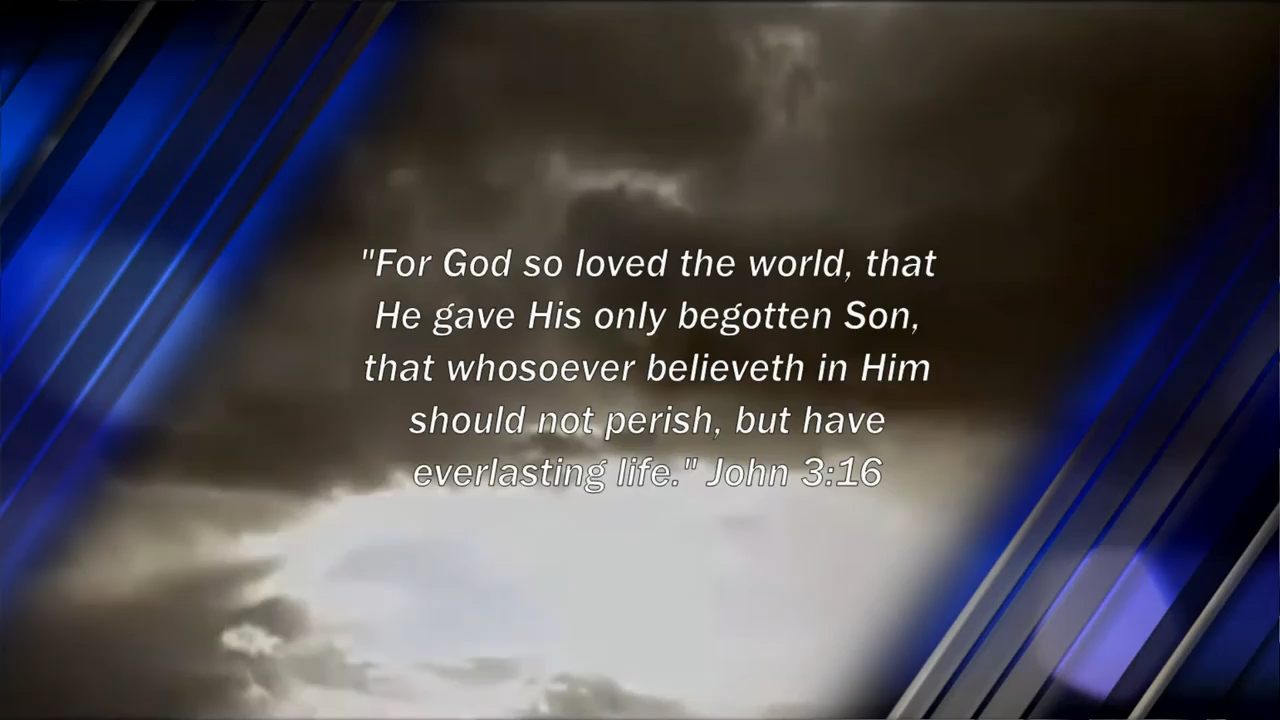 "For God so loved the world, that
He gave His only begotten Son,
that whosoever believeth in Him
should not perish, but have
everlasting life." John 3:16